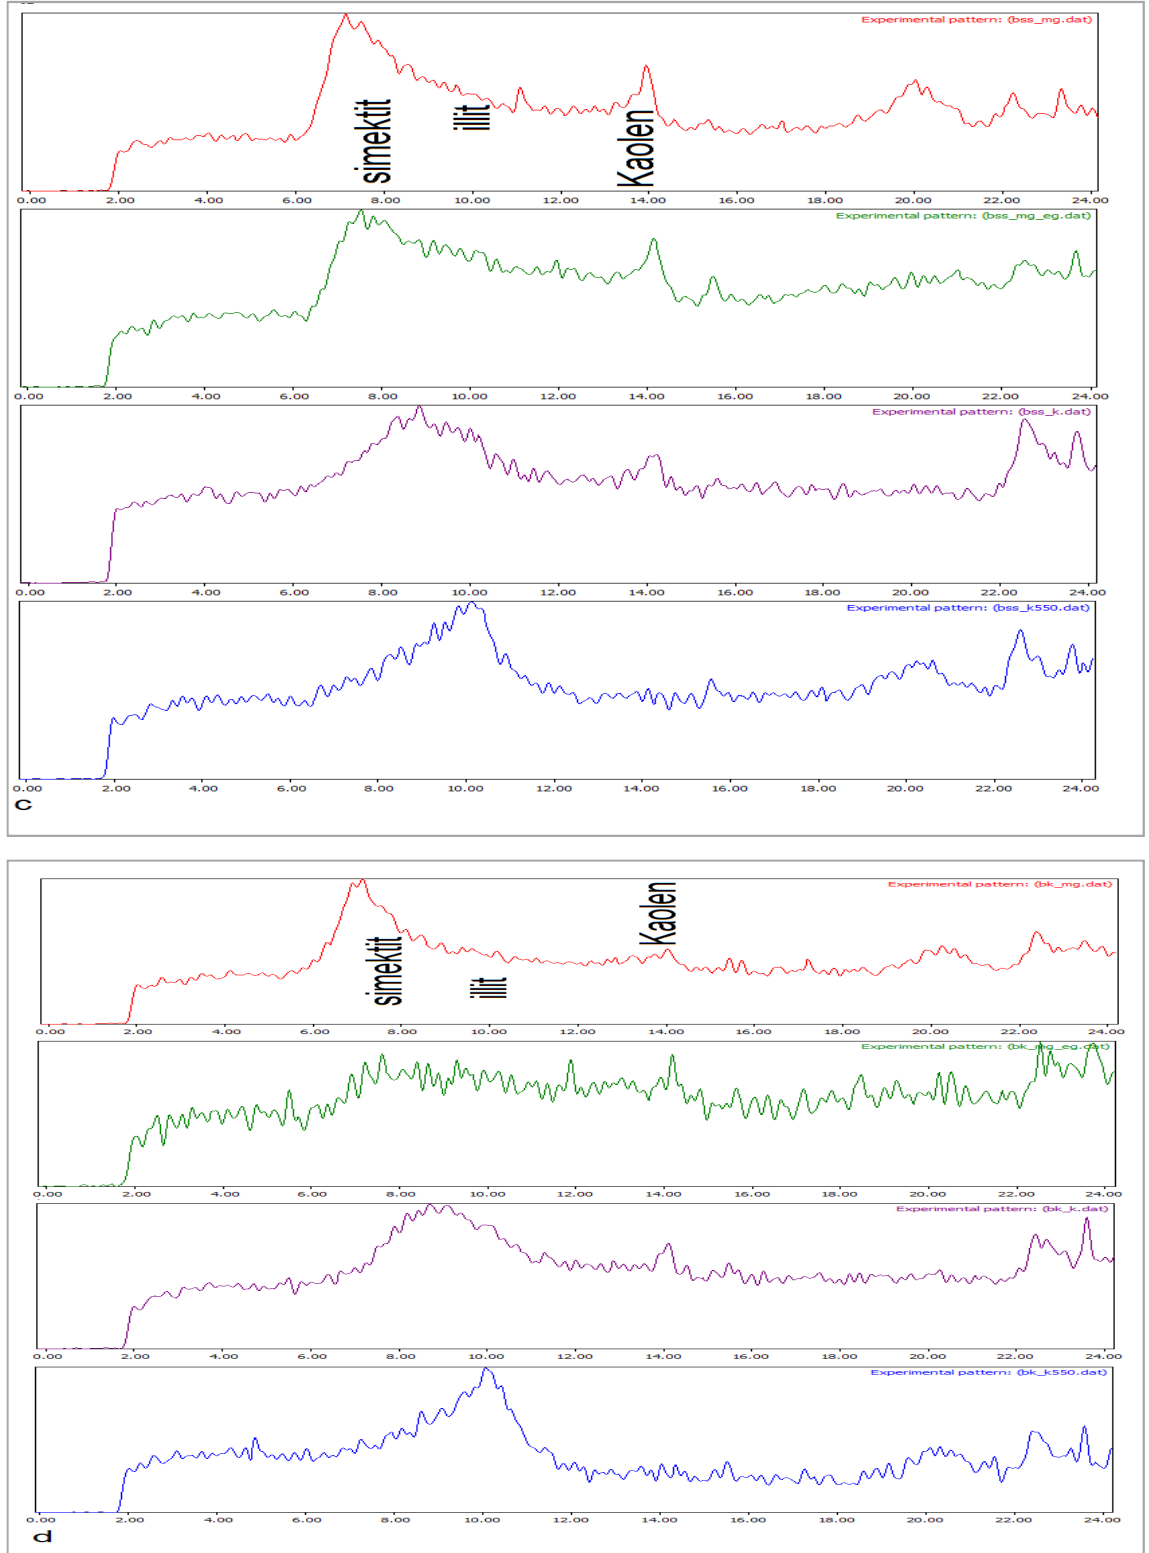 Experimental pattern: (bss_mg.dat)
simektit
illit
Kaolen
0.00 2.00 4.00 6.00 8.00 10.00 12.00 14.00 16.00 18.00 20.00 22.00 24.00
Experimental pattern: (bss_mg_eg.dat)
0.00 2.00 4.00 6.00 8.00 10.00 12.00 14.00 16.00 18.00 20.00 22.00 24.00
Experimental pattern: (bss_k.dat)
0.00 2.00 4.00 6.00 8.00 10.00 12.00 14.00 16.00 18.00 20.00 22.00 24.00
Experimental pattern: (bss_k550.dat)
0.00 2.00 4.00 6.00 8.00 10.00 12.00 14.00 16.00 18.00 20.00 22.00 24.00
c
Experimental pattern: (bk_mg.dat)
simektit
illit
Kaolen
0.00 2.00 4.00 6.00 8.00 10.00 12.00 14.00 16.00 18.00 20.00 22.00 24.00
Experimental pattern: (bk_mg_eg.dat)
0.00 2.00 4.00 6.00 8.00 10.00 12.00 14.00 16.00 18.00 20.00 22.00 24.00
Experimental pattern: (bk_k.dat)
0.00 2.00 4.00 6.00 8.00 10.00 12.00 14.00 16.00 18.00 20.00 22.00 24.00
Experimental pattern: (bk_k550.dat)
0.00 2.00 4.00 6.00 8.00 10.00 12.00 14.00 16.00 18.00 20.00 22.00 24.00
d